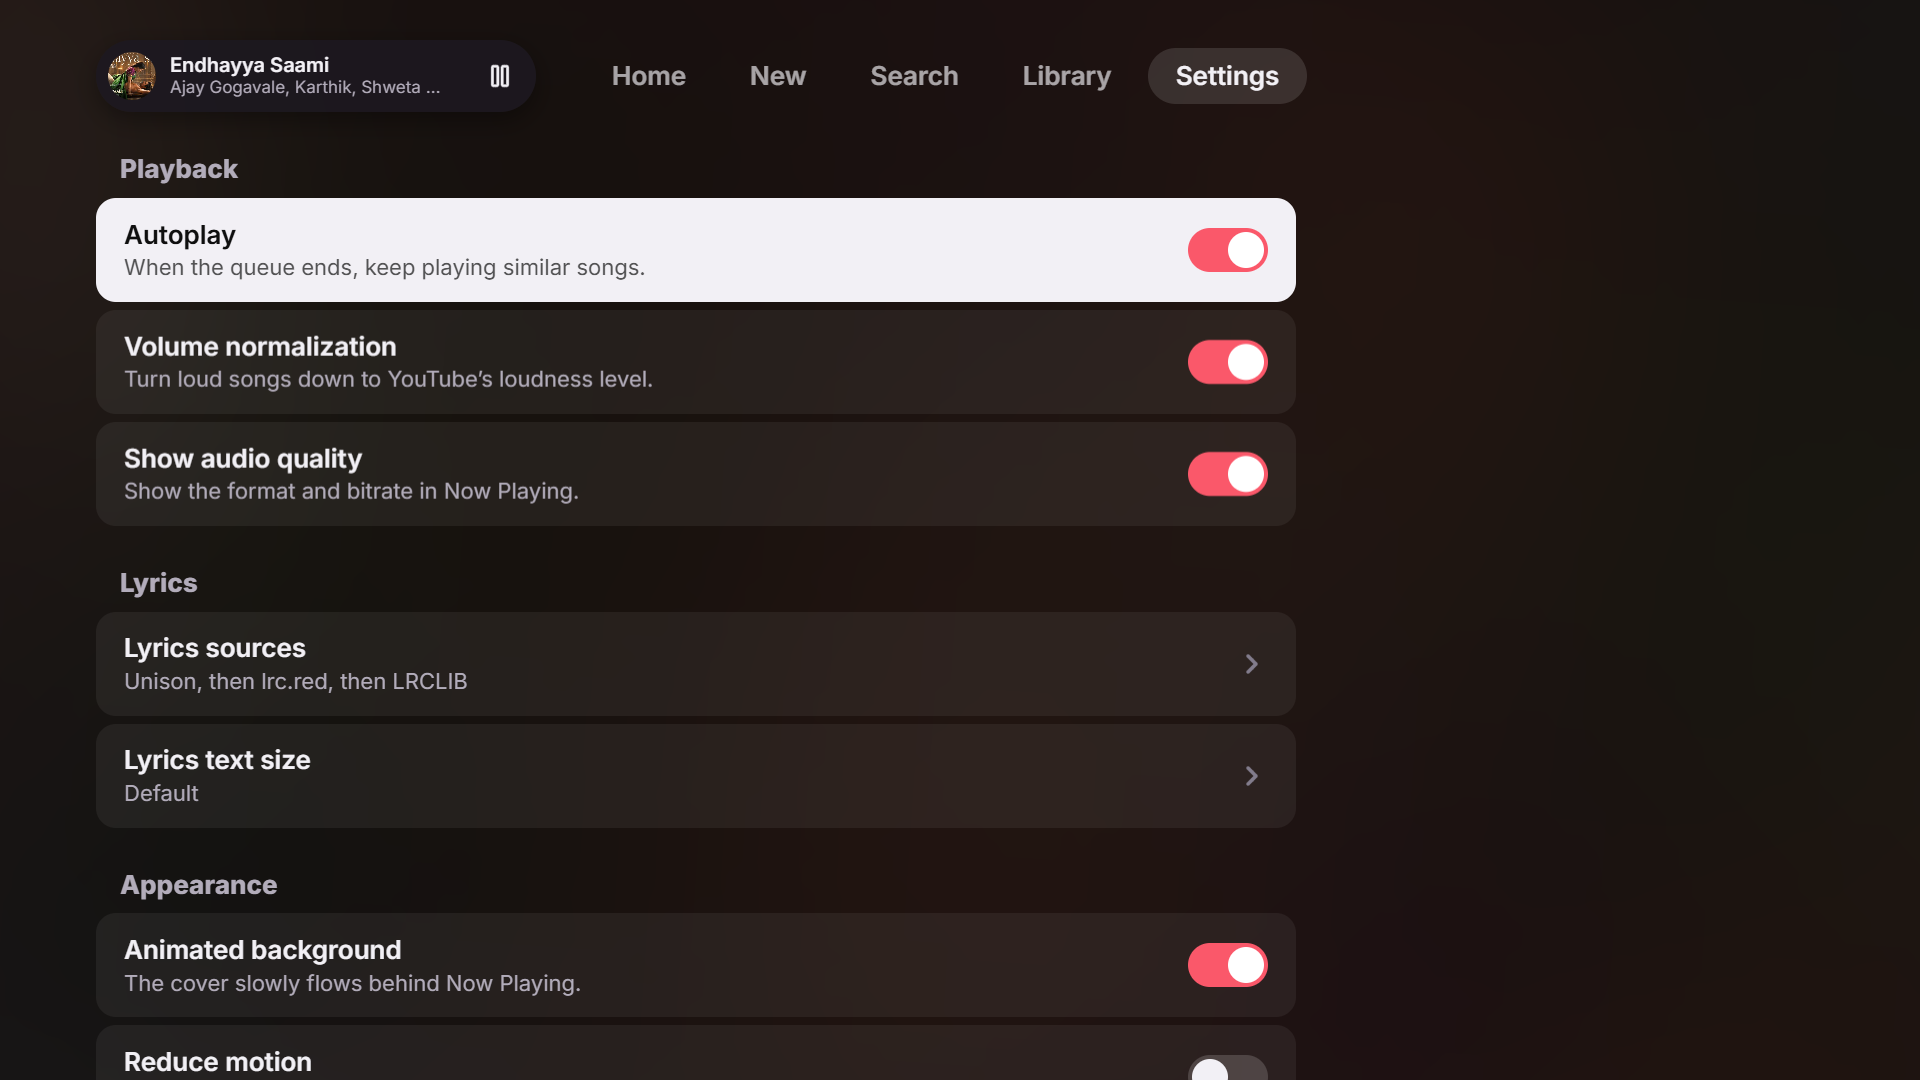 Endhayya Saami
Ajay Gogavale, Karthik, Shweta ...
Home
New
Search
Library
Settings
Playback
Autoplay
When the queue ends, keep playing similar songs.
Volume normalization
Turn loud songs down to YouTube’s loudness level.
Show audio quality
Show the format and bitrate in Now Playing.
Lyrics
Lyrics sources
Unison, then lrc.red, then LRCLIB
Lyrics text size
Default
Appearance
Animated background
The cover slowly flows behind Now Playing.
Reduce motion